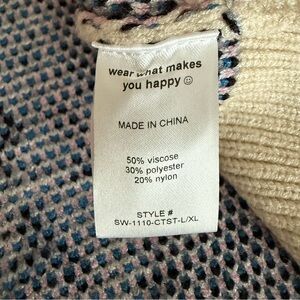 wear what makes
you happy ☺
MADE IN CHINA
50% viscose
30% polyester
20% nylon
STYLE #
SW-1110-CTST-L/XL